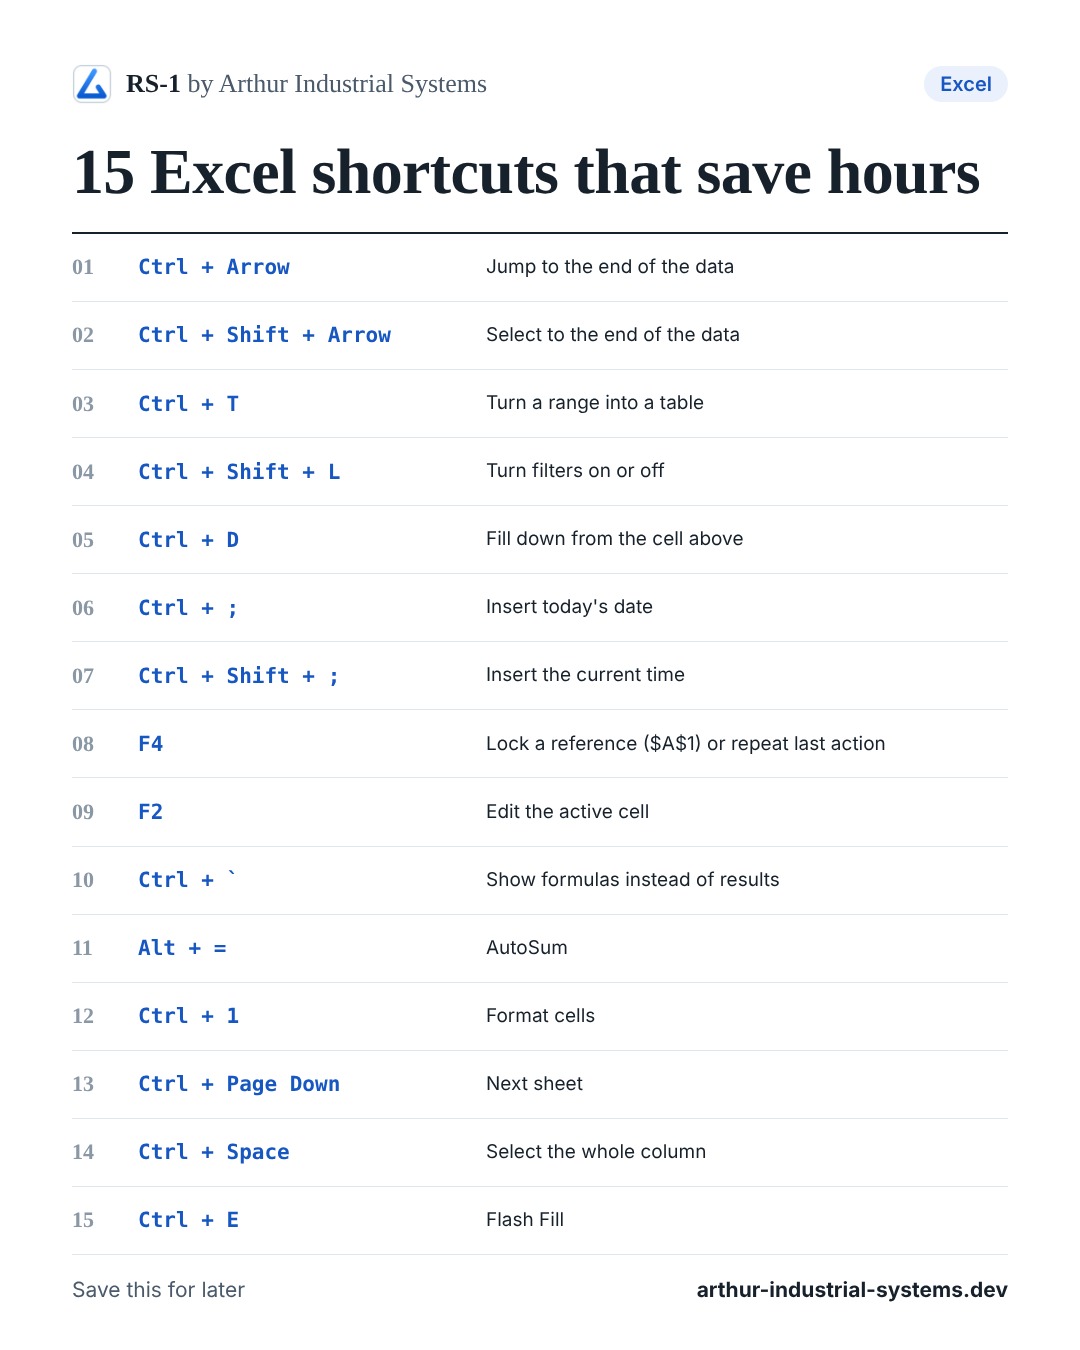 RS-1 by Arthur Industrial Systems
Excel
15 Excel shortcuts that save hours
01 Ctrl + Arrow Jump to the end of the data
02 Ctrl + Shift + Arrow Select to the end of the data
03 Ctrl + T Turn a range into a table
04 Ctrl + Shift + L Turn filters on or off
05 Ctrl + D Fill down from the cell above
06 Ctrl + ; Insert today's date
07 Ctrl + Shift + ; Insert the current time
08 F4 Lock a reference ($A$1) or repeat last action
09 F2 Edit the active cell
10 Ctrl + ` Show formulas instead of results
11 Alt + = AutoSum
12 Ctrl + 1 Format cells
13 Ctrl + Page Down Next sheet
14 Ctrl + Space Select the whole column
15 Ctrl + E Flash Fill
Save this for later
arthur-industrial-systems.dev